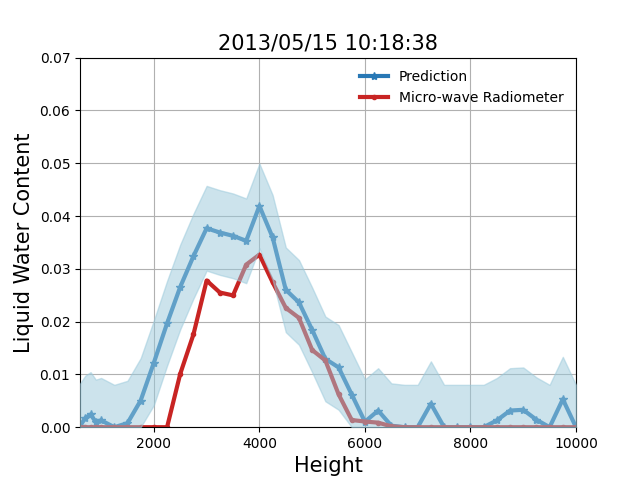 2013/05/15 10:18:38
Prediction
Micro-wave Radiometer
Liquid Water Content
0.07
0.06
0.05
0.04
0.03
0.02
0.01
0.00
2000 4000 6000 8000 10000
Height